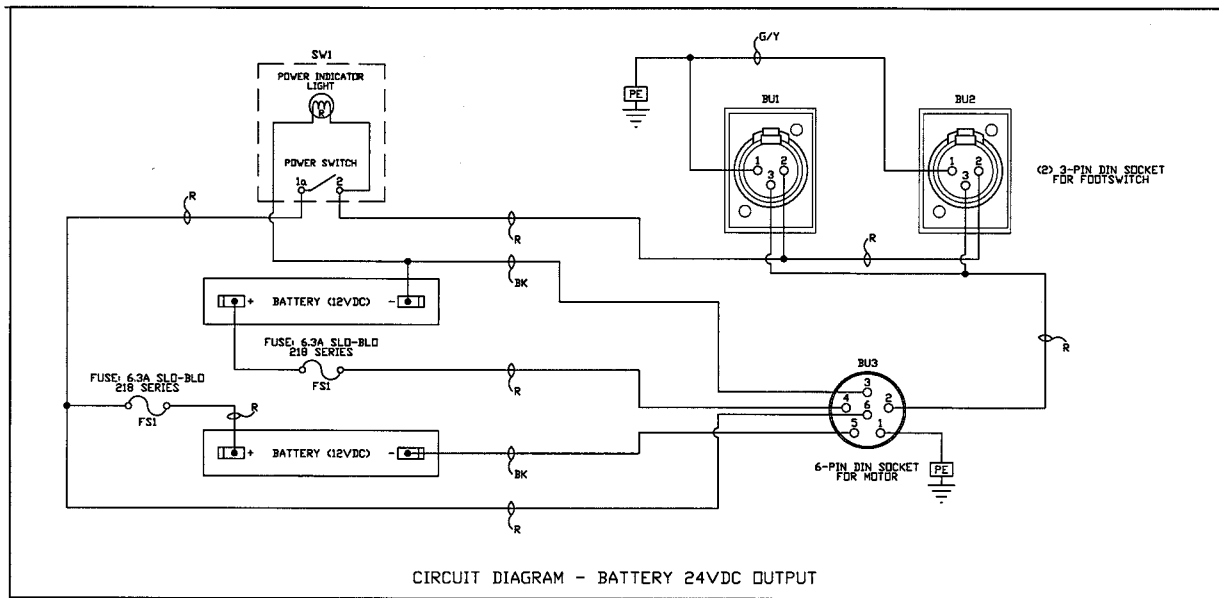 SW1
POWER INDICATOR
LIGHT
R
POWER SWITCH
1a
2
R
R
BK
G/Y
PE
BU1
1
2
3
BU2
1
2
3
(2) 3-PIN DIN SOCKET
FOR FOOTSWITCH
R
R
+
BATTERY (12VDC)
-
FUSE: 6.3A SLO-BLO
218 SERIES
FS1
R
FUSE: 6.3A SLO-BLO
218 SERIES
FS1
R
+
BATTERY (12VDC)
-
BK
R
BU3
3
4
6
2
5
1
6-PIN DIN SOCKET
FOR MOTOR
PE
CIRCUIT DIAGRAM - BATTERY 24VDC OUTPUT